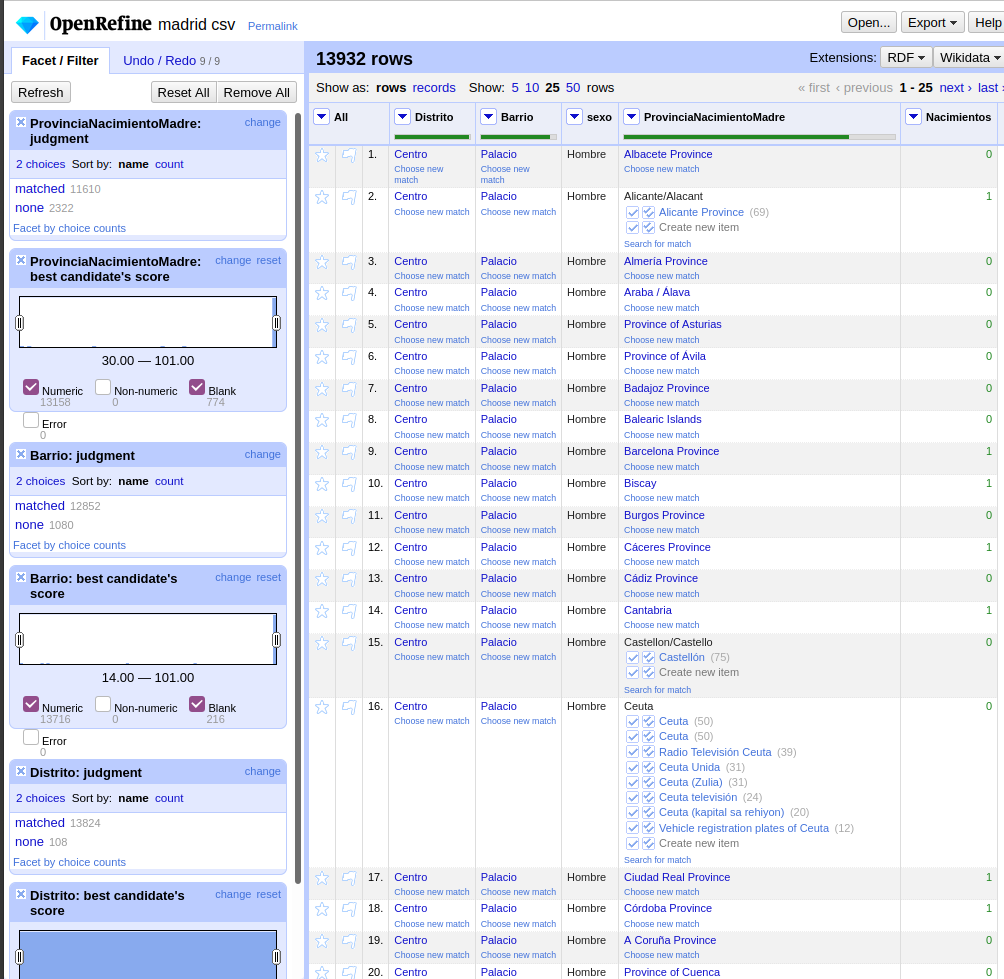 OpenRefine madrid csv Permalink
Open... Export Help
Facet / Filter Undo / Redo 9 / 9
Refresh Reset All Remove All
ProvinciaNacimientoMadre: judgment change
2 choices Sort by: name count
matched 11610
none 2322
Facet by choice counts
ProvinciaNacimientoMadre: best candidate's score change reset
30.00 — 101.00
Numeric 13158 Non-numeric 0 Blank 774
Error 0
Barrio: judgment change
2 choices Sort by: name count
matched 12852
none 1080
Facet by choice counts
Barrio: best candidate's score change reset
14.00 — 101.00
Numeric 13716 Non-numeric 0 Blank 216
Error 0
Distrito: judgment change
2 choices Sort by: name count
matched 13824
none 108
Facet by choice counts
Distrito: best candidate's score change reset
13932 rows
Extensions: RDF Wikidata
Show as: rows records Show: 5 10 25 50 rows
« first ‹ previous 1 - 25 next › last
All Distrito Barrio sexo ProvinciaNacimientoMadre Nacimientos
1. Centro Palacio Hombre Albacete Province 0
Choose new match Choose new match Choose new match
2. Centro Palacio Hombre Alicante/Alacant 1
Choose new match Choose new match Alicante Province (69)
Create new item
Search for match
3. Centro Palacio Hombre Almería Province 0
Choose new match Choose new match Choose new match
4. Centro Palacio Hombre Araba / Álava 0
Choose new match Choose new match Choose new match
5. Centro Palacio Hombre Province of Asturias 0
Choose new match Choose new match Choose new match
6. Centro Palacio Hombre Province of Ávila 0
Choose new match Choose new match Choose new match
7. Centro Palacio Hombre Badajoz Province 0
Choose new match Choose new match Choose new match
8. Centro Palacio Hombre Balearic Islands 0
Choose new match Choose new match Choose new match
9. Centro Palacio Hombre Barcelona Province 1
Choose new match Choose new match Choose new match
10. Centro Palacio Hombre Biscay 1
Choose new match Choose new match Choose new match
11. Centro Palacio Hombre Burgos Province 0
Choose new match Choose new match Choose new match
12. Centro Palacio Hombre Cáceres Province 1
Choose new match Choose new match Choose new match
13. Centro Palacio Hombre Cádiz Province 0
Choose new match Choose new match Choose new match
14. Centro Palacio Hombre Cantabria 1
Choose new match Choose new match Choose new match
15. Centro Palacio Hombre Castellon/Castello 0
Choose new match Choose new match Castellón (75)
Create new item
Search for match
16. Centro Palacio Hombre Ceuta 0
Choose new match Choose new match Ceuta (50)
Ceuta (50)
Radio Televisión Ceuta (39)
Ceuta Unida (31)
Ceuta (Zulia) (31)
Ceuta televisión (24)
Ceuta (kapital sa rehiyon) (20)
Vehicle registration plates of Ceuta (12)
Create new item
Search for match
17. Centro Palacio Hombre Ciudad Real Province 1
Choose new match Choose new match Choose new match
18. Centro Palacio Hombre Córdoba Province 1
Choose new match Choose new match Choose new match
19. Centro Palacio Hombre A Coruña Province 0
Choose new match Choose new match Choose new match
20. Centro Palacio Hombre Province of Cuenca 0